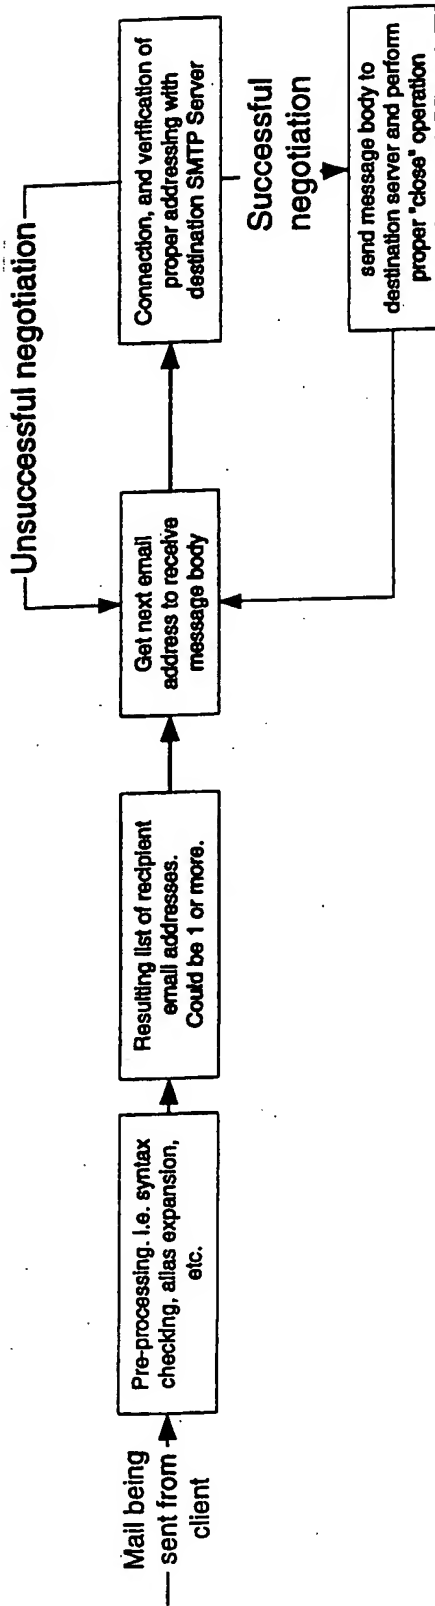 Mail being
sent from
client
Pre-processing. I.e. syntax
checking, alias expansion,
etc.
Resulting list of recipient
email addresses.
Could be 1 or more.
Get next email
address to receive
message body
Unsuccessful negotiation
Connection, and verification of
proper addressing with
destination SMTP Server
Successful
negotiation
send message body to
destination server and perform
proper "close" operation